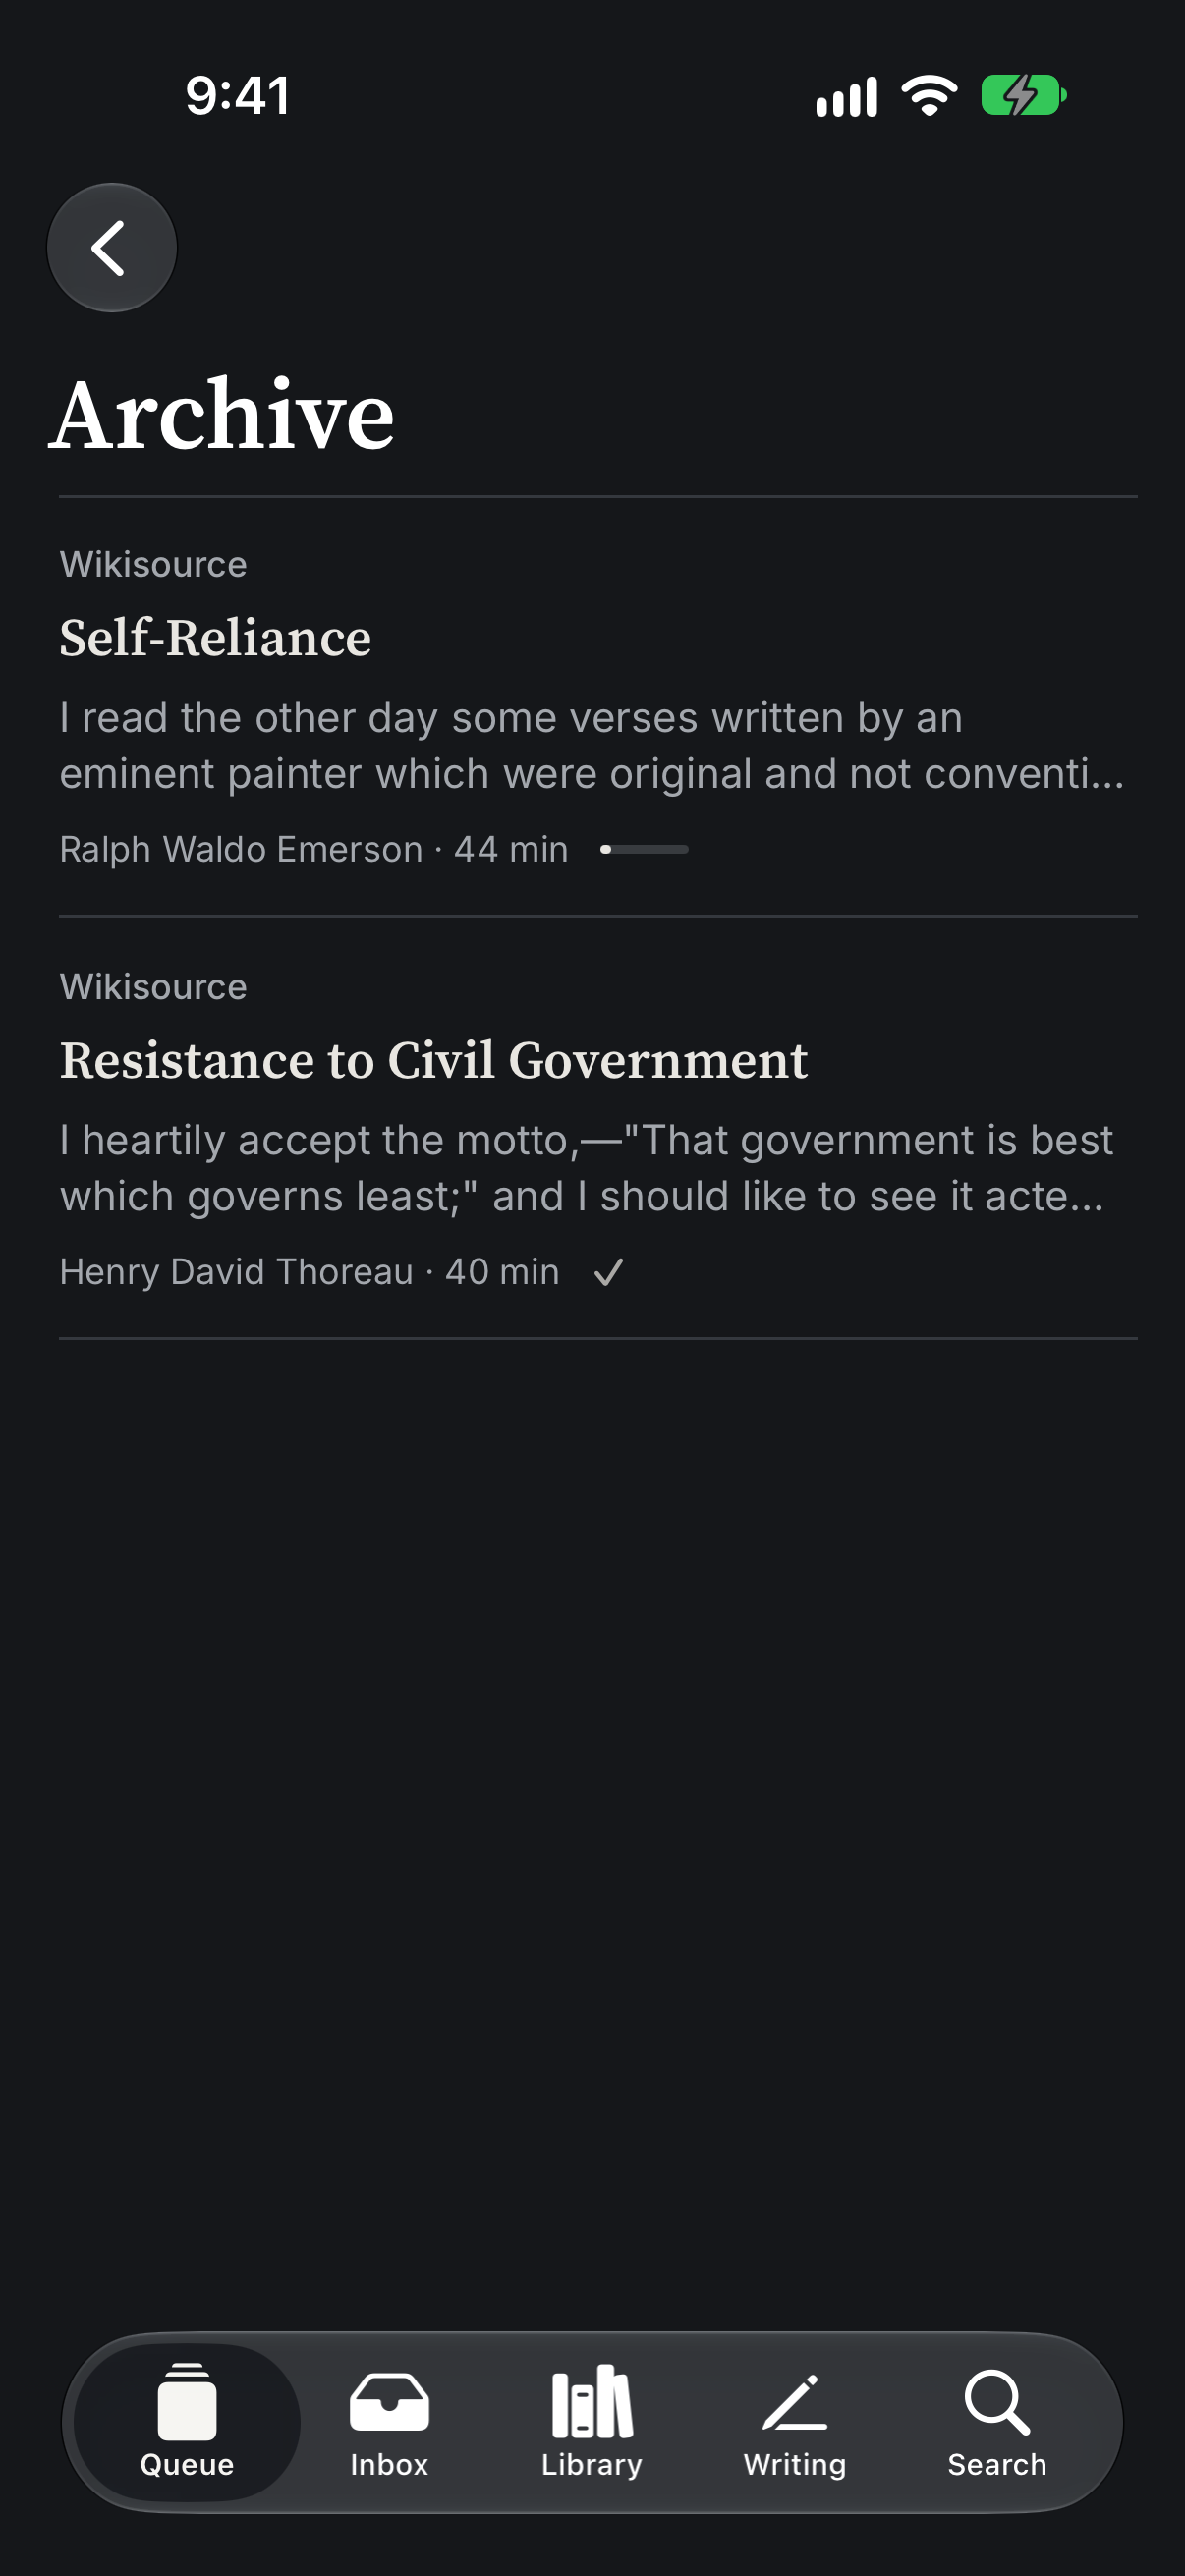 9:41
Archive
Wikisource
Self-Reliance
I read the other day some verses written by an
eminent painter which were original and not conventi...
Ralph Waldo Emerson · 44 min
Wikisource
Resistance to Civil Government
I heartily accept the motto,—"That government is best
which governs least;" and I should like to see it acte...
Henry David Thoreau · 40 min
Queue
Inbox
Library
Writing
Search